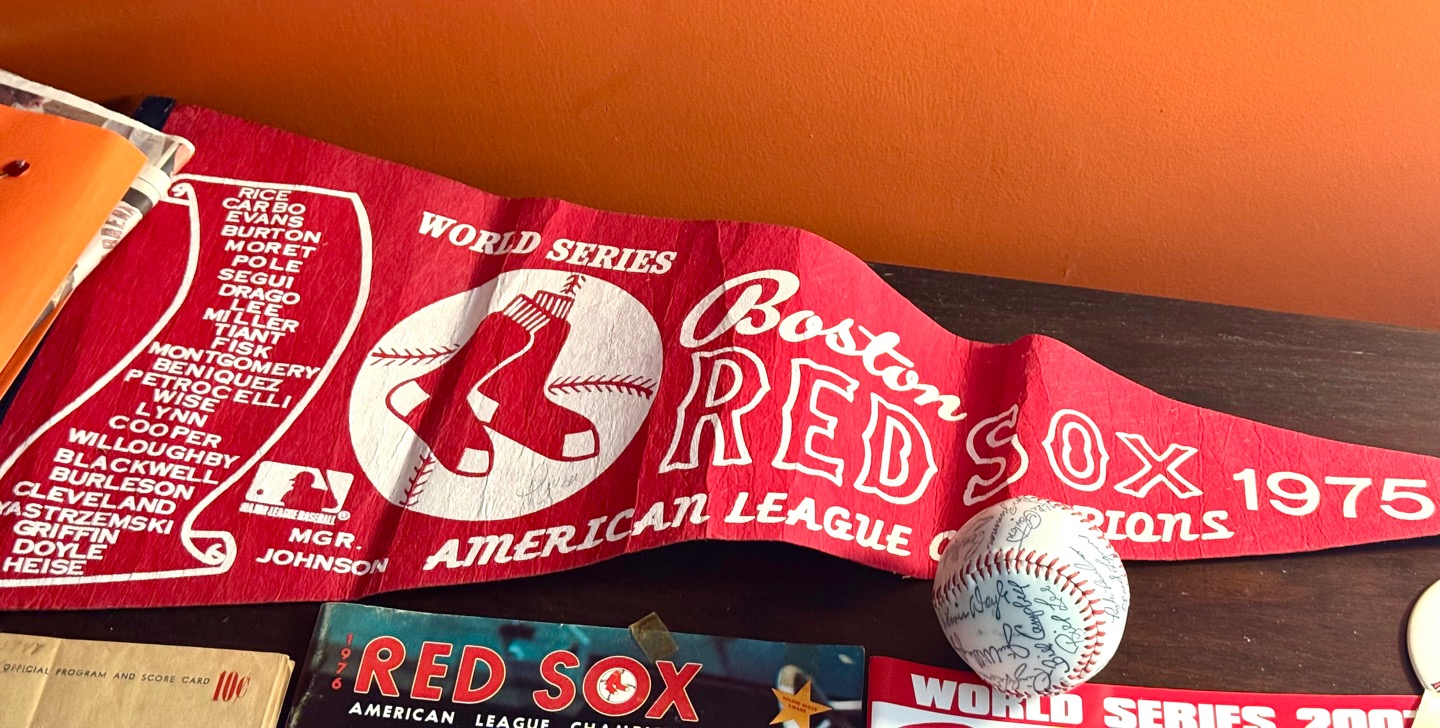 RICE
CARBO
EVANS
BURTON
MORET
POLE
SEGUI
DRAGO
LEE
MILLER
TIANT
FISK
MONTGOMERY
BENIQUEZ
PETROCELLI
WISE
LYNN
COOPER
WILLOUGHBY
BLACKWELL
BURLESON
CLEVELAND
YASTRZEMSKI
GRIFFIN
DOYLE
HEISE
MAJOR LEAGUE BASEBALL®
MGR.
JOHNSON
WORLD SERIES
Boston
RED SOX 1975
AMERICAN LEAGUE
OFFICIAL PROGRAM AND SCORE CARD 10¢
1976
RED SOX
AMERICAN LEAGUE
Doyle
Campbell
WORLD SERIES